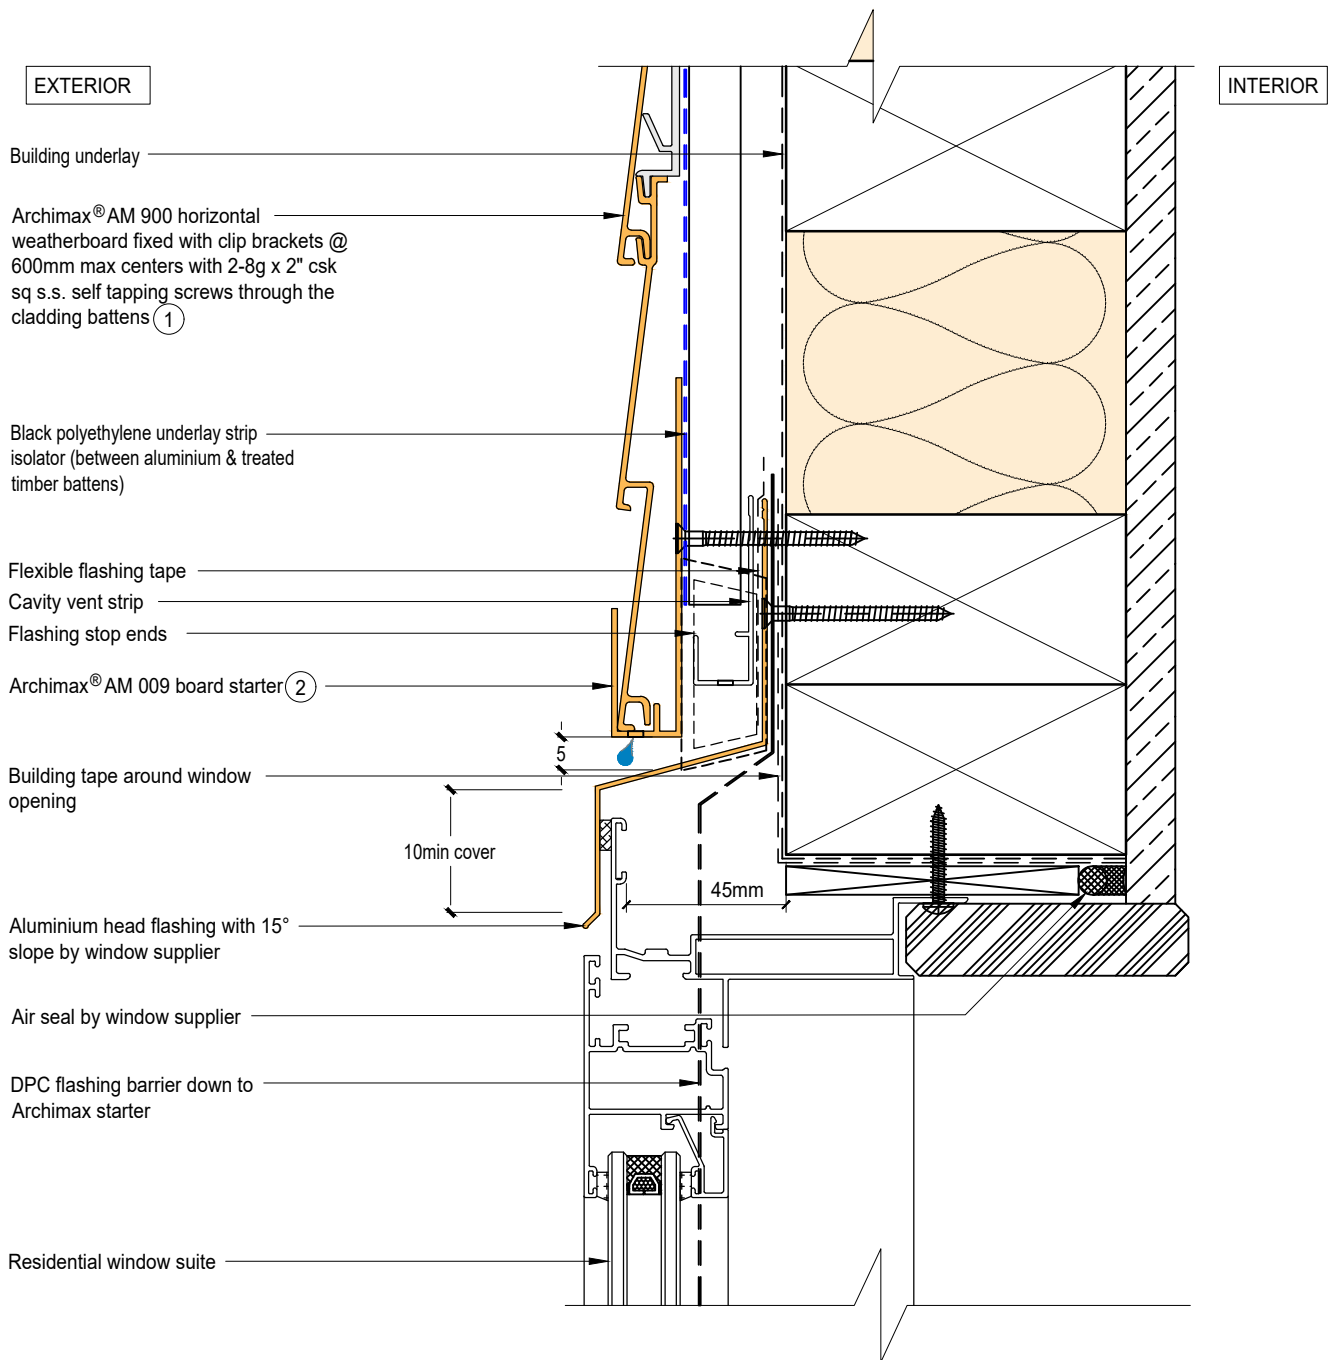 EXTERIOR
INTERIOR
Building underlay
Archimax® AM 900 horizontal
weatherboard fixed with clip brackets @
600mm max centers with 2-8g x 2" csk
sq s.s. self tapping screws through the
cladding battens 1
Black polyethylene underlay strip
isolator (between aluminium & treated
timber battens)
Flexible flashing tape
Cavity vent strip
Flashing stop ends
Archimax® AM 009 board starter 2
5
Building tape around window
opening
10min cover
45mm
Aluminium head flashing with 15°
slope by window supplier
Air seal by window supplier
DPC flashing barrier down to
Archimax starter
Residential window suite